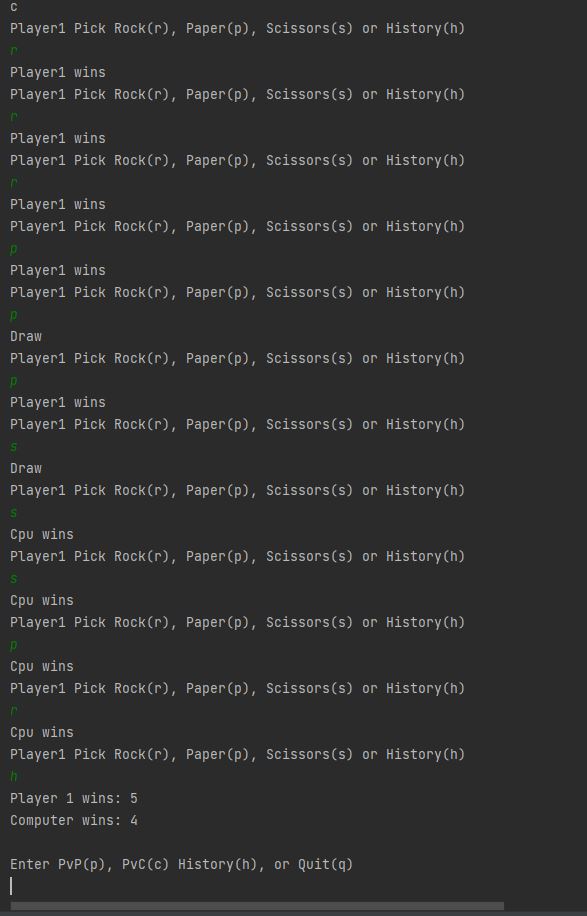 c
Player1 Pick Rock(r), Paper(p), Scissors(s) or History(h)
r
Player1 wins
Player1 Pick Rock(r), Paper(p), Scissors(s) or History(h)
r
Player1 wins
Player1 Pick Rock(r), Paper(p), Scissors(s) or History(h)
r
Player1 wins
Player1 Pick Rock(r), Paper(p), Scissors(s) or History(h)
p
Player1 wins
Player1 Pick Rock(r), Paper(p), Scissors(s) or History(h)
p
Draw
Player1 Pick Rock(r), Paper(p), Scissors(s) or History(h)
p
Player1 wins
Player1 Pick Rock(r), Paper(p), Scissors(s) or History(h)
s
Draw
Player1 Pick Rock(r), Paper(p), Scissors(s) or History(h)
s
Cpu wins
Player1 Pick Rock(r), Paper(p), Scissors(s) or History(h)
s
Cpu wins
Player1 Pick Rock(r), Paper(p), Scissors(s) or History(h)
p
Cpu wins
Player1 Pick Rock(r), Paper(p), Scissors(s) or History(h)
r
Cpu wins
Player1 Pick Rock(r), Paper(p), Scissors(s) or History(h)
h
Player 1 wins: 5
Computer wins: 4
Enter PvP(p), PvC(c) History(h), or Quit(q)